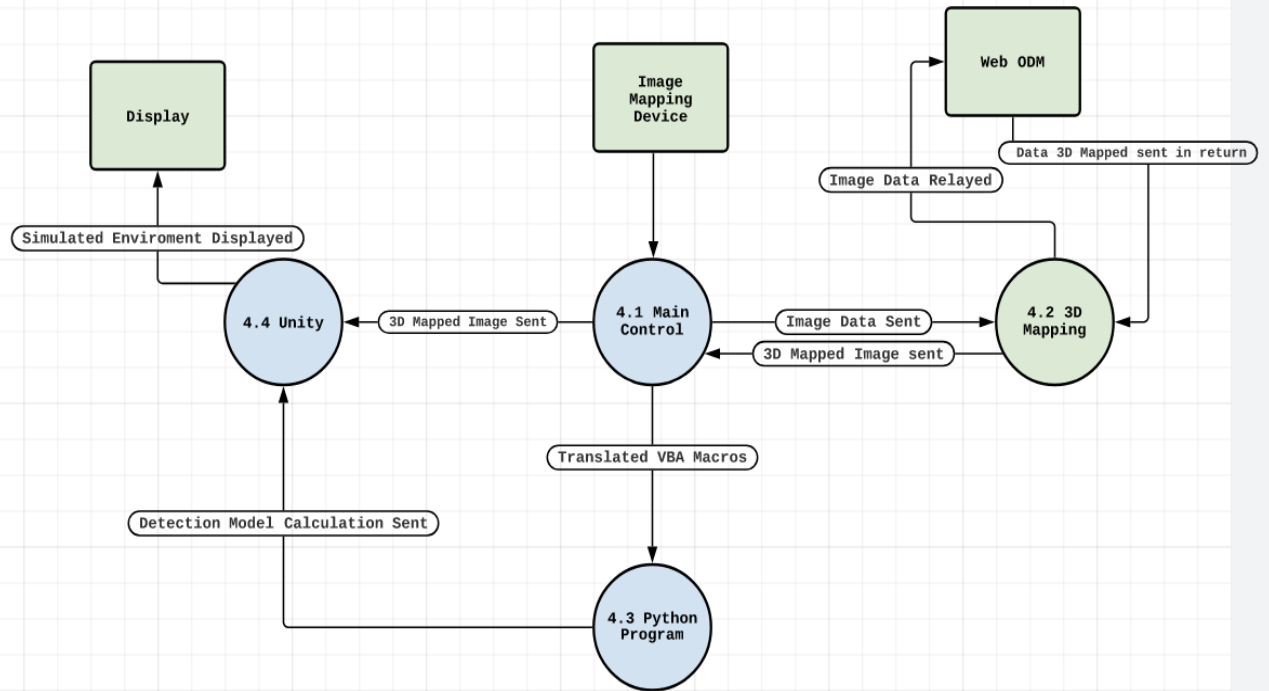 Web ODM
Image
Mapping
Device
Display
Data 3D Mapped sent in return
Image Data Relayed
Simulated Enviroment Displayed
4.4 Unity
3D Mapped Image Sent
4.1 Main
Control
Image Data Sent
4.2 3D
Mapping
3D Mapped Image sent
Translated VBA Macros
Detection Model Calculation Sent
4.3 Python
Program